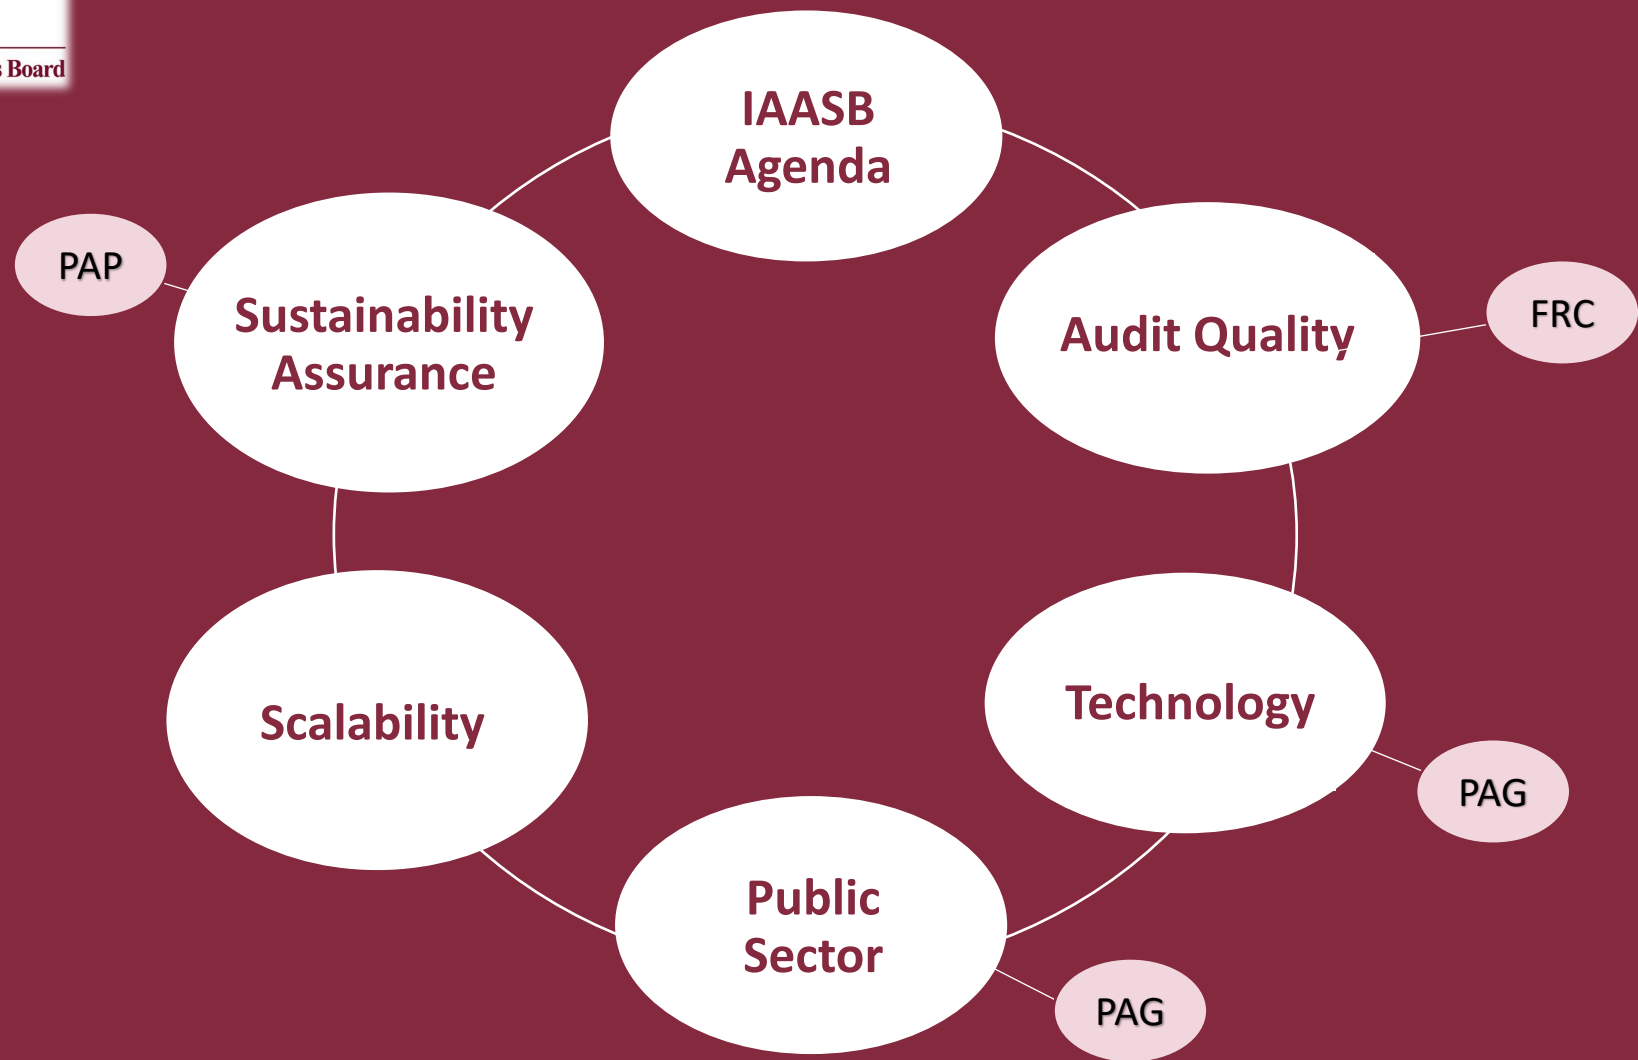 Board
IAASB
Agenda
PAP
Sustainability
Assurance
Audit Quality
FRC
Scalability
Technology
PAG
Public
Sector
PAG